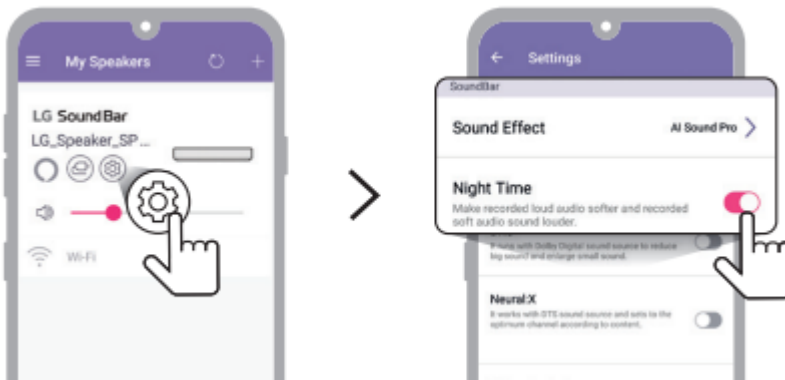 My Speakers
LG SoundBar
LG_Speaker_SP...
Wi-Fi
Settings
SoundBar
Sound Effect
AI Sound Pro
Night Time
Make recorded loud audio softer and recorded
soft audio sound louder.
It runs with Dolby Digital sound source to reduce
big sound and enlarge small sound.
Neural:X
It works with DTS sound source and sets to the
optimum channel according to content.